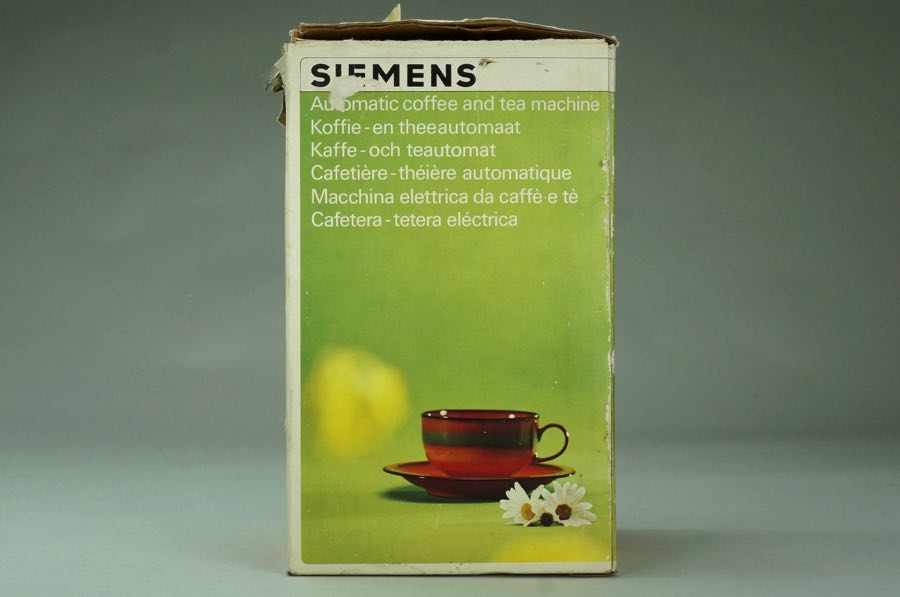 SIEMENS
Automatic coffee and tea machine
Koffie-en theeautomaat
Kaffe-och teautomat
Cafetière-théière automatique
Macchina elettrica da caffè e tè
Cafetera-tetera eléctrica